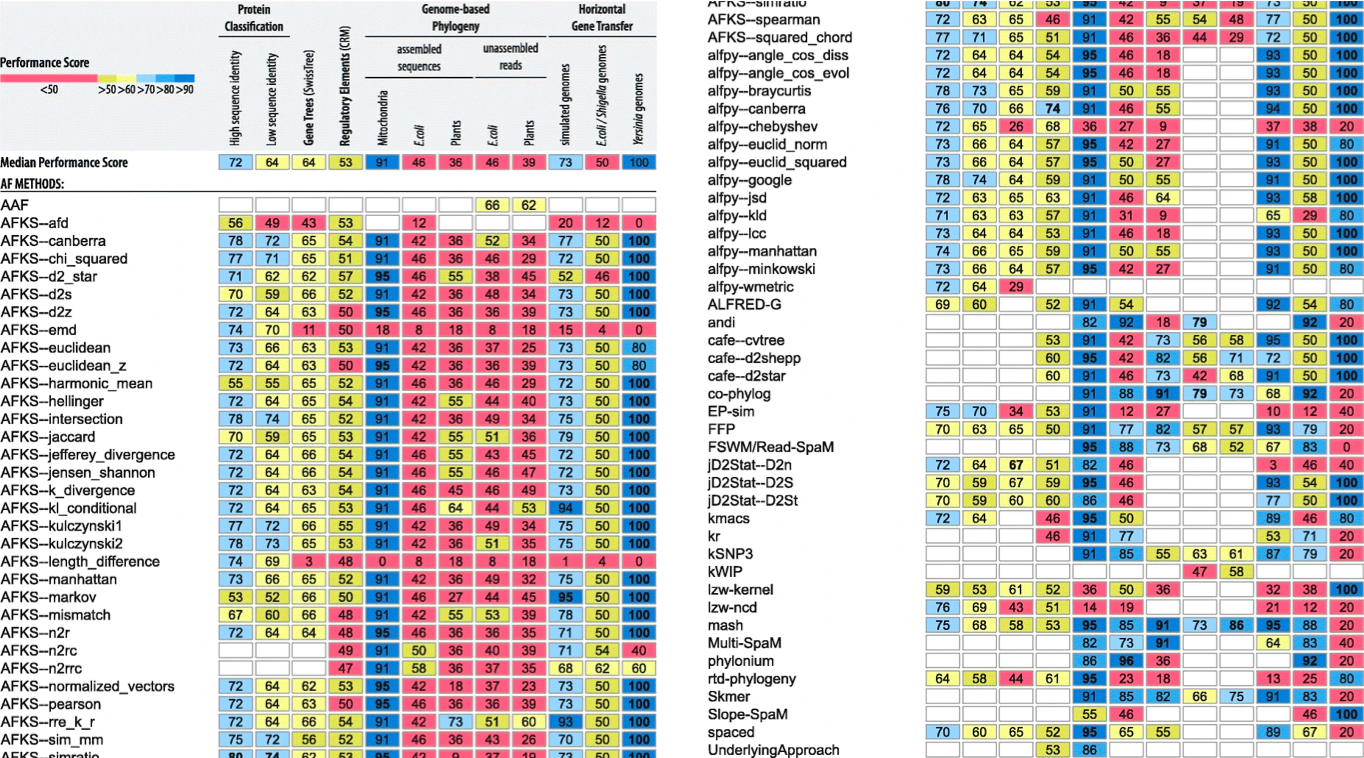 Protein Classification
Genome-based Phylogeny
Horizontal Gene Transfer
assembled sequences
unassembled reads
Performance Score
<50 >50 >60 >70 >80 >90
High sequence identity
Low sequence identity
Gene Trees (SwissTree)
Regulatory Elements (CRM)
Mitochondria
E.coli
Plants
E.coli
Plants
simulated genomes
E.coli / Shigella genomes
Yersinia genomes
Median Performance Score 72 64 64 53 91 46 36 46 39 73 50 100
AF METHODS:
AAF 66 62
AFKS--afd 56 49 43 53 12 20 12 0
AFKS--canberra 78 72 65 54 91 42 36 52 34 77 50 100
AFKS--chi_squared 77 71 65 51 91 46 36 46 29 72 50 100
AFKS--d2_star 71 62 62 57 95 46 55 38 45 52 46 100
AFKS--d2s 70 59 66 52 91 42 36 48 34 73 50 100
AFKS--d2z 72 64 63 50 95 46 36 36 39 73 50 100
AFKS--emd 74 70 11 50 18 8 18 8 18 15 4 0
AFKS--euclidean 73 66 63 53 91 42 36 37 25 73 50 80
AFKS--euclidean_z 72 64 63 50 95 42 36 36 39 73 50 80
AFKS--harmonic_mean 55 55 65 52 91 46 36 46 29 72 50 100
AFKS--hellinger 72 64 65 54 91 42 55 44 40 73 50 100
AFKS--intersection 78 74 65 52 91 42 36 49 34 75 50 100
AFKS--jaccard 70 59 65 53 91 42 55 51 36 79 50 100
AFKS--jefferey_divergence 72 64 66 54 91 46 55 43 45 72 50 100
AFKS--jensen_shannon 72 64 66 54 91 46 55 46 47 72 50 100
AFKS--k_divergence 72 64 63 54 91 46 45 46 49 73 50 100
AFKS--kl_conditional 72 64 65 53 91 46 64 44 53 94 50 100
AFKS--kulczynski1 77 72 66 55 91 42 36 49 34 75 50 100
AFKS--kulczynski2 78 73 65 53 91 42 36 51 35 75 50 100
AFKS--length_difference 74 69 3 48 0 8 18 8 18 1 4 0
AFKS--manhattan 73 66 65 52 91 42 36 49 32 75 50 100
AFKS--markov 53 52 66 50 91 46 27 44 45 95 50 100
AFKS--mismatch 67 60 66 48 91 42 55 53 39 78 50 100
AFKS--n2r 72 64 64 48 95 46 36 36 35 71 50 100
AFKS--n2rc 49 91 50 36 40 39 71 54 40
AFKS--n2rrc 47 91 58 36 37 35 68 62 60
AFKS--normalized_vectors 72 64 62 53 95 42 18 37 23 73 50 100
AFKS--pearson 72 64 63 50 95 46 36 36 39 73 50 100
AFKS--rre_k_r 72 64 66 54 91 42 73 51 60 93 50 100
AFKS--sim_mm 75 72 56 52 91 46 36 43 26 70 50 100
AFKS--simratio 80 74 62 53 95 42 9 37 19 73 50 100
AFKS--simratio 80 74 62 53 95 42 9 37 19 73 50 100
AFKS--spearman 72 63 65 46 91 42 55 54 48 77 50 100
AFKS--squared_chord 77 71 65 51 91 46 36 44 29 72 50 100
alfpy--angle_cos_diss 72 64 64 54 95 46 18 93 50 100
alfpy--angle_cos_evol 72 64 64 54 95 46 18 93 50 100
alfpy--braycurtis 78 73 65 59 91 50 55 91 50 100
alfpy--canberra 76 70 66 74 91 46 55 94 50 100
alfpy--chebyshev 72 65 26 68 36 27 9 37 38 20
alfpy--euclid_norm 73 66 64 57 95 42 27 91 50 80
alfpy--euclid_squared 73 66 64 57 95 50 27 93 50 100
alfpy--google 78 74 64 59 91 50 55 91 50 100
alfpy--jsd 72 63 65 63 91 46 64 93 58 100
alfpy--kld 71 63 63 57 91 31 9 65 29 80
alfpy--lcc 73 64 64 53 91 46 18 93 50 100
alfpy--manhattan 74 66 65 59 91 50 55 93 50 100
alfpy--minkowski 73 66 64 57 95 42 27 91 50 80
alfpy-wmetric 72 64 29
ALFRED-G 69 60 52 91 54 92 54 80
andi 82 92 18 79 92 20
cafe--cvtree 53 91 42 73 56 58 95 50 100
cafe--d2shepp 60 95 42 82 56 71 72 50 100
cafe--d2star 60 91 46 73 42 68 91 50 100
co-phylog 91 88 91 79 73 68 92 20
EP-sim 75 70 34 53 91 12 27 10 12 40
FFP 70 63 65 50 91 77 82 57 57 93 79 20
FSWM/Read-SpaM 95 88 73 68 52 67 83 0
jD2Stat--D2n 72 64 67 51 82 46 3 46 40
jD2Stat--D2S 70 59 67 59 95 46 93 54 100
jD2Stat--D2St 70 59 60 60 86 46 77 50 100
kmacs 72 64 46 95 50 89 46 80
kr 46 91 77 53 71 20
kSNP3 91 85 55 63 61 87 79 20
kWIP 47 58
lzw-kernel 59 53 61 52 36 50 36 32 38 100
lzw-ncd 76 69 43 51 14 19 21 12 20
mash 75 68 58 53 95 85 91 73 86 95 88 20
Multi-SpaM 82 73 91 64 83 40
phylonium 86 96 36 92 20
rtd-phylogeny 64 58 44 61 95 23 18 13 25 80
Skmer 91 85 82 66 75 91 83 20
Slope-SpaM 55 46 46 100
spaced 70 60 65 52 95 65 55 89 67 20
UnderlyingApproach 53 86